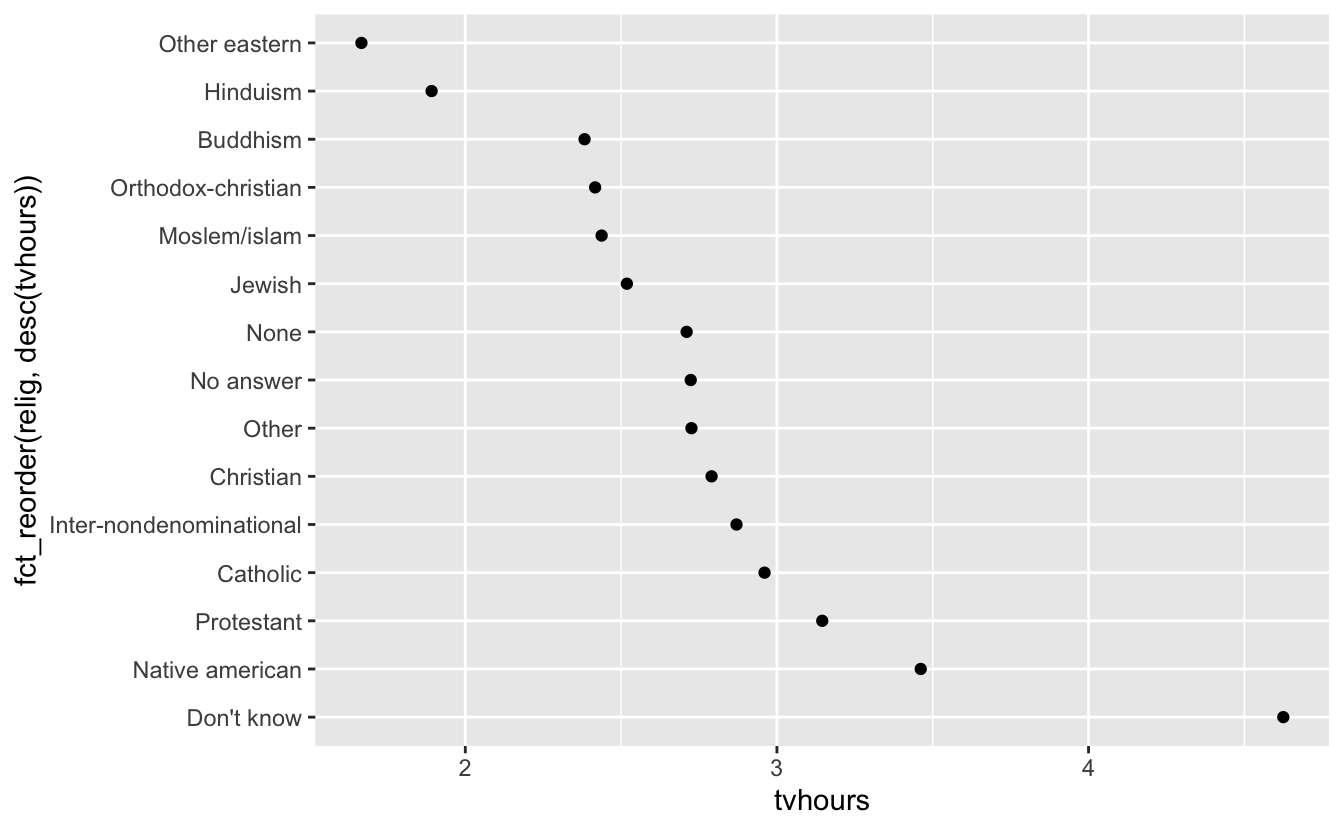 fct_reorder(relig, desc(tvhours))
Other eastern
Hinduism
Buddhism
Orthodox-christian
Moslem/islam
Jewish
None
No answer
Other
Christian
Inter-nondenominational
Catholic
Protestant
Native american
Don't know
2 3 4
tvhours